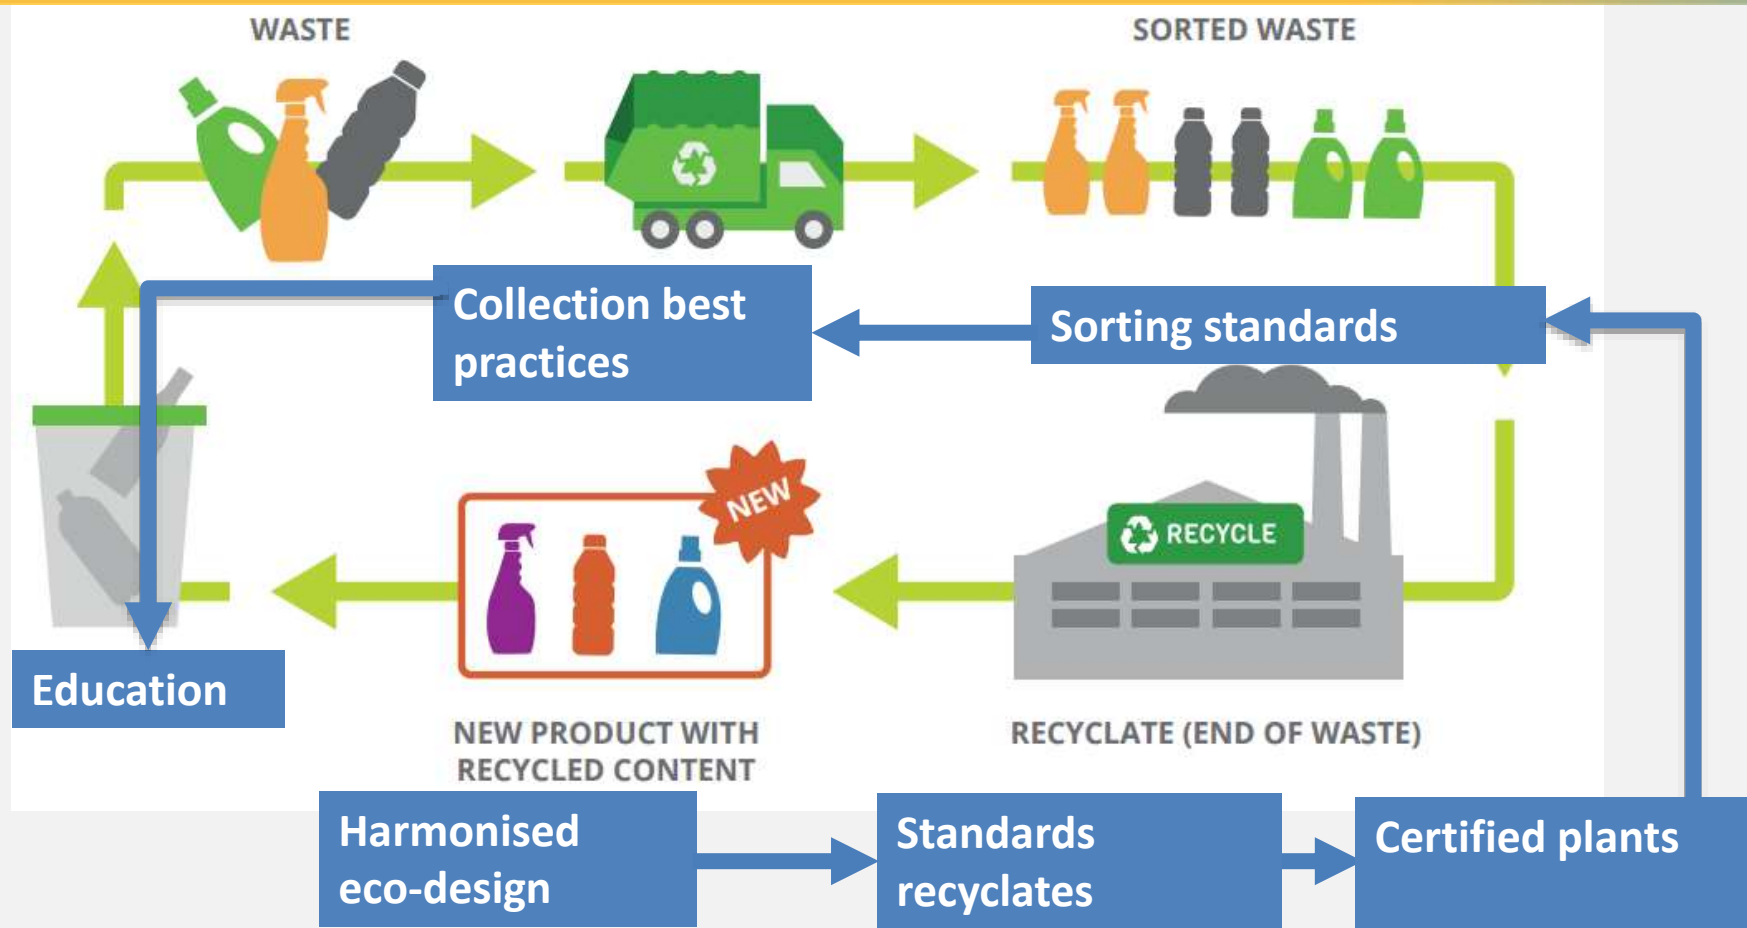 WASTE
SORTED WASTE
Collection best
practices
Sorting standards
NEW
RECYCLE
Education
NEW PRODUCT WITH
RECYCLED CONTENT
RECYCLATE (END OF WASTE)
Harmonised
eco-design
Standards
recyclates
Certified plants